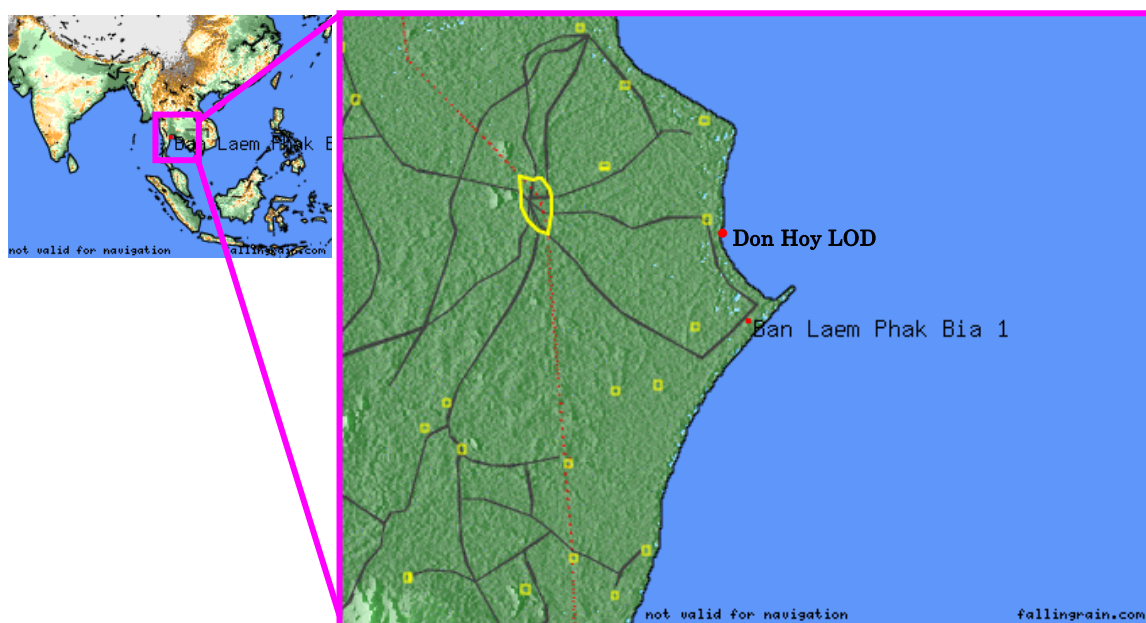 Ban Laem Phak B
not valid for navigation
fallingrain.com
Don Hoy LOD
Ban Laem Phak Bia 1
not valid for navigation
fallingrain.com